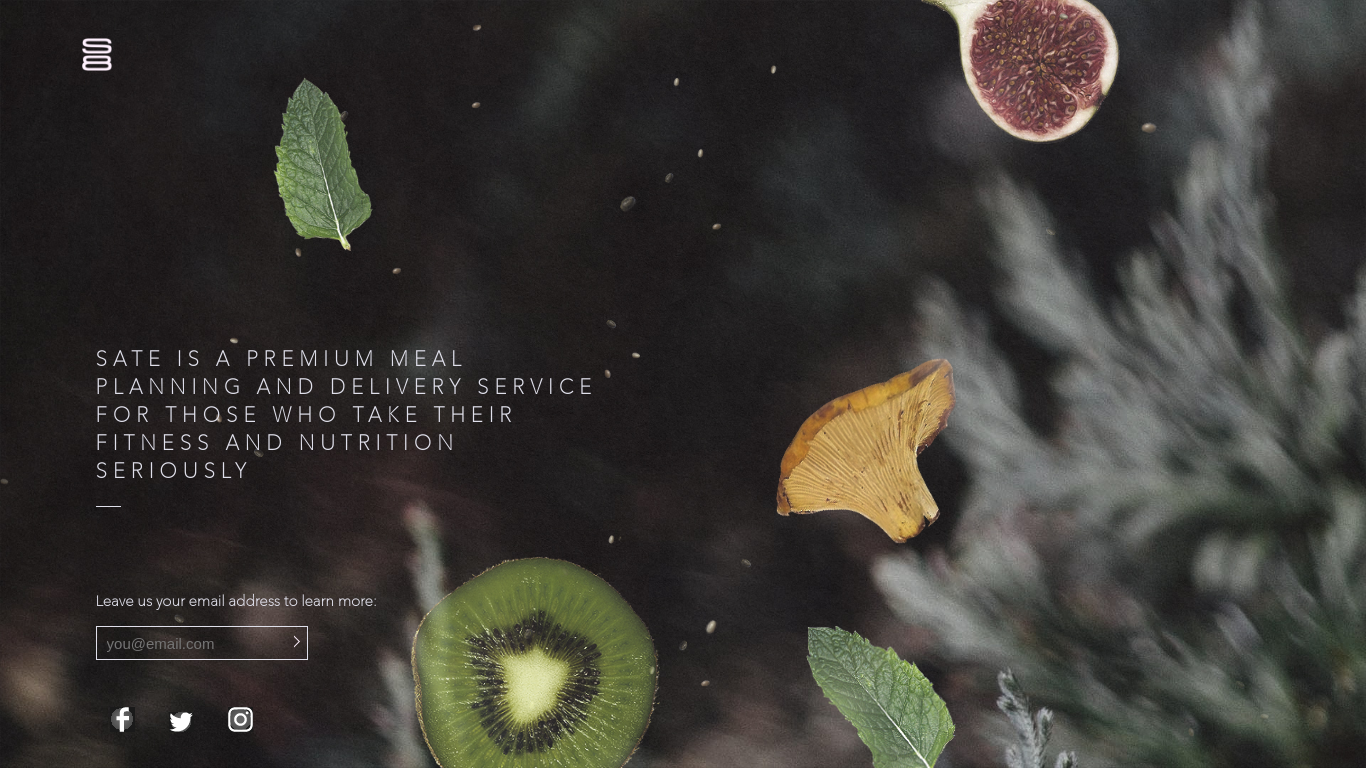 SATE IS A PREMIUM MEAL
PLANNING AND DELIVERY SERVICE
FOR THOSE WHO TAKE THEIR
FITNESS AND NUTRITION
SERIOUSLY
Leave us your email address to learn more:
you@email.com